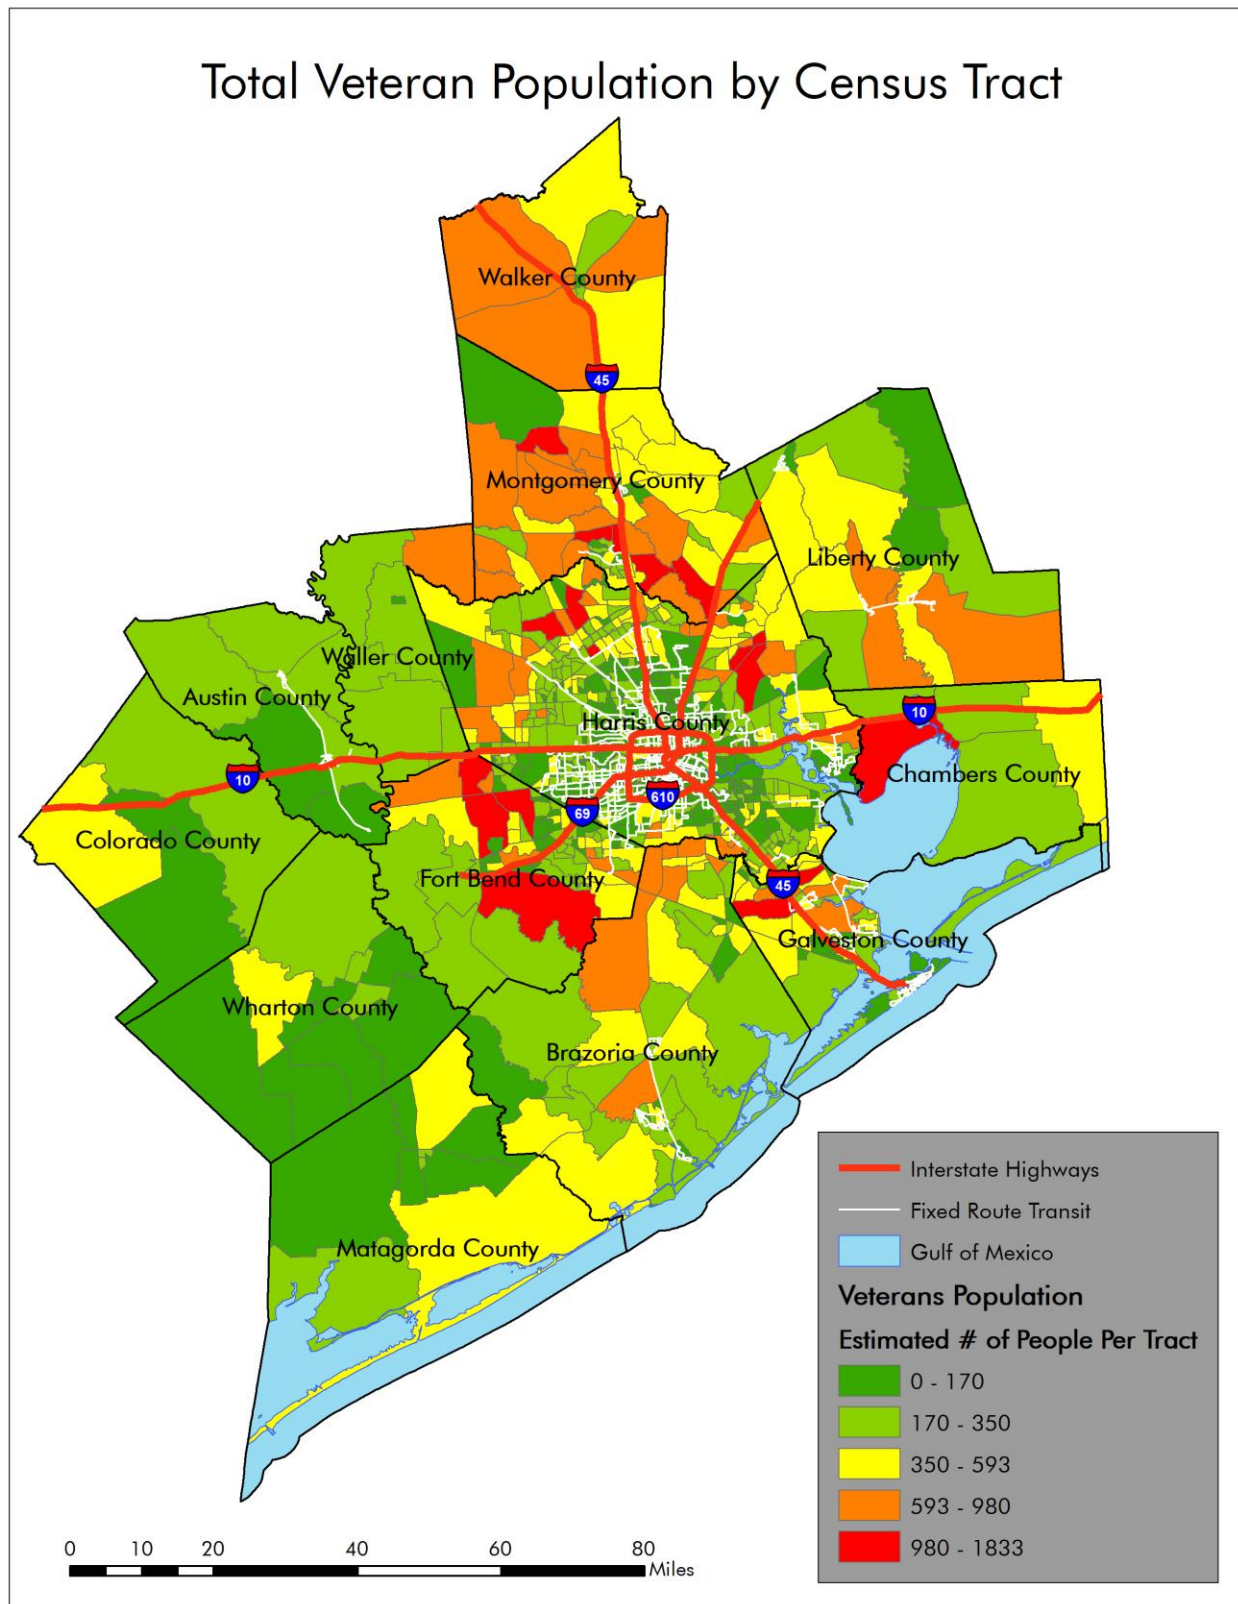 Total Veteran Population by Census Tract
Walker County
45
Montgomery County
Liberty County
Waller County
Austin County
Harris County
10
10
Chambers County
69
610
Colorado County
Fort Bend County
45
Galveston County
Wharton County
Brazoria County
Matagorda County
Interstate Highways
Fixed Route Transit
Gulf of Mexico
Veterans Population
Estimated # of People Per Tract
0 - 170
170 - 350
350 - 593
593 - 980
980 - 1833
0 10 20 40 60 80
Miles